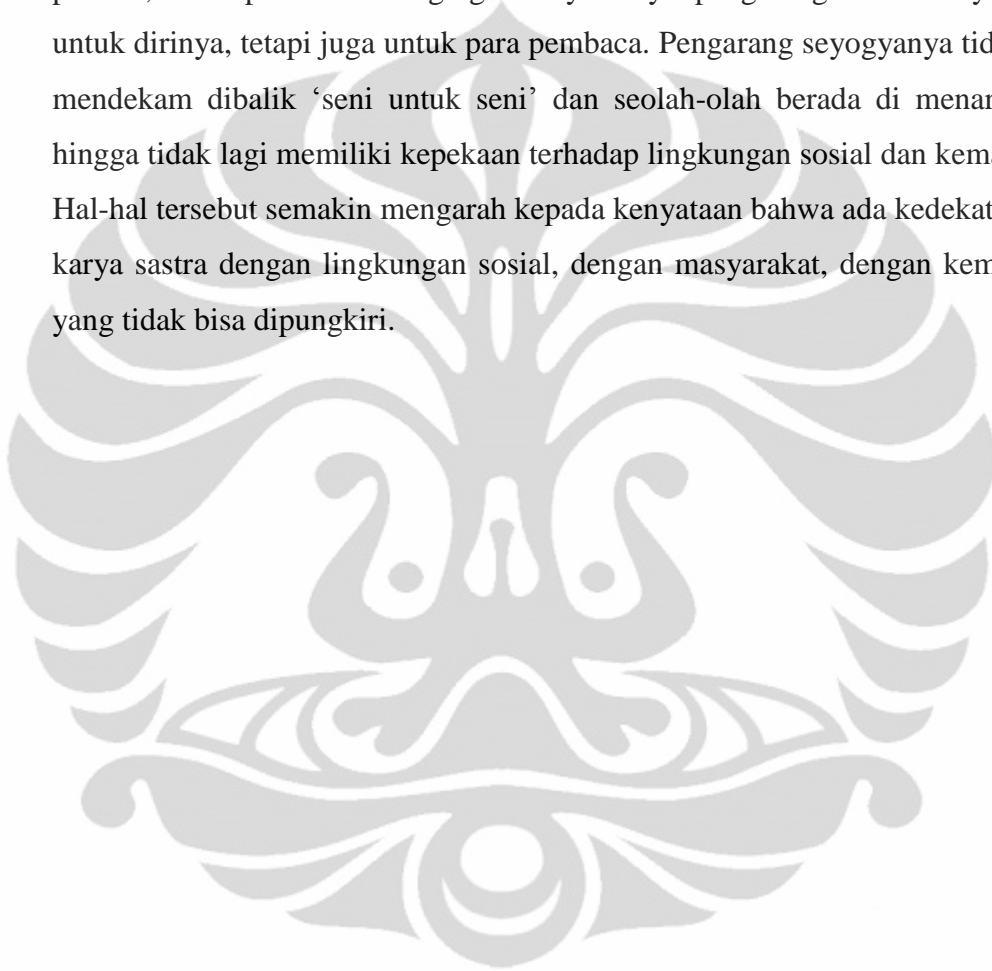 untuk dirinya, tetapi juga untuk para pembaca. Pengarang seyogyanya
mendekam dibalik ‘seni untuk seni’ dan seolah-olah berada di
hingga tidak lagi memiliki kepekaan terhadap lingkungan sosial dan
Hal-hal tersebut semakin mengarah kepada kenyataan bahwa ada
karya sastra dengan lingkungan sosial, dengan masyarakat, dengan
yang tidak bisa dipungkiri.